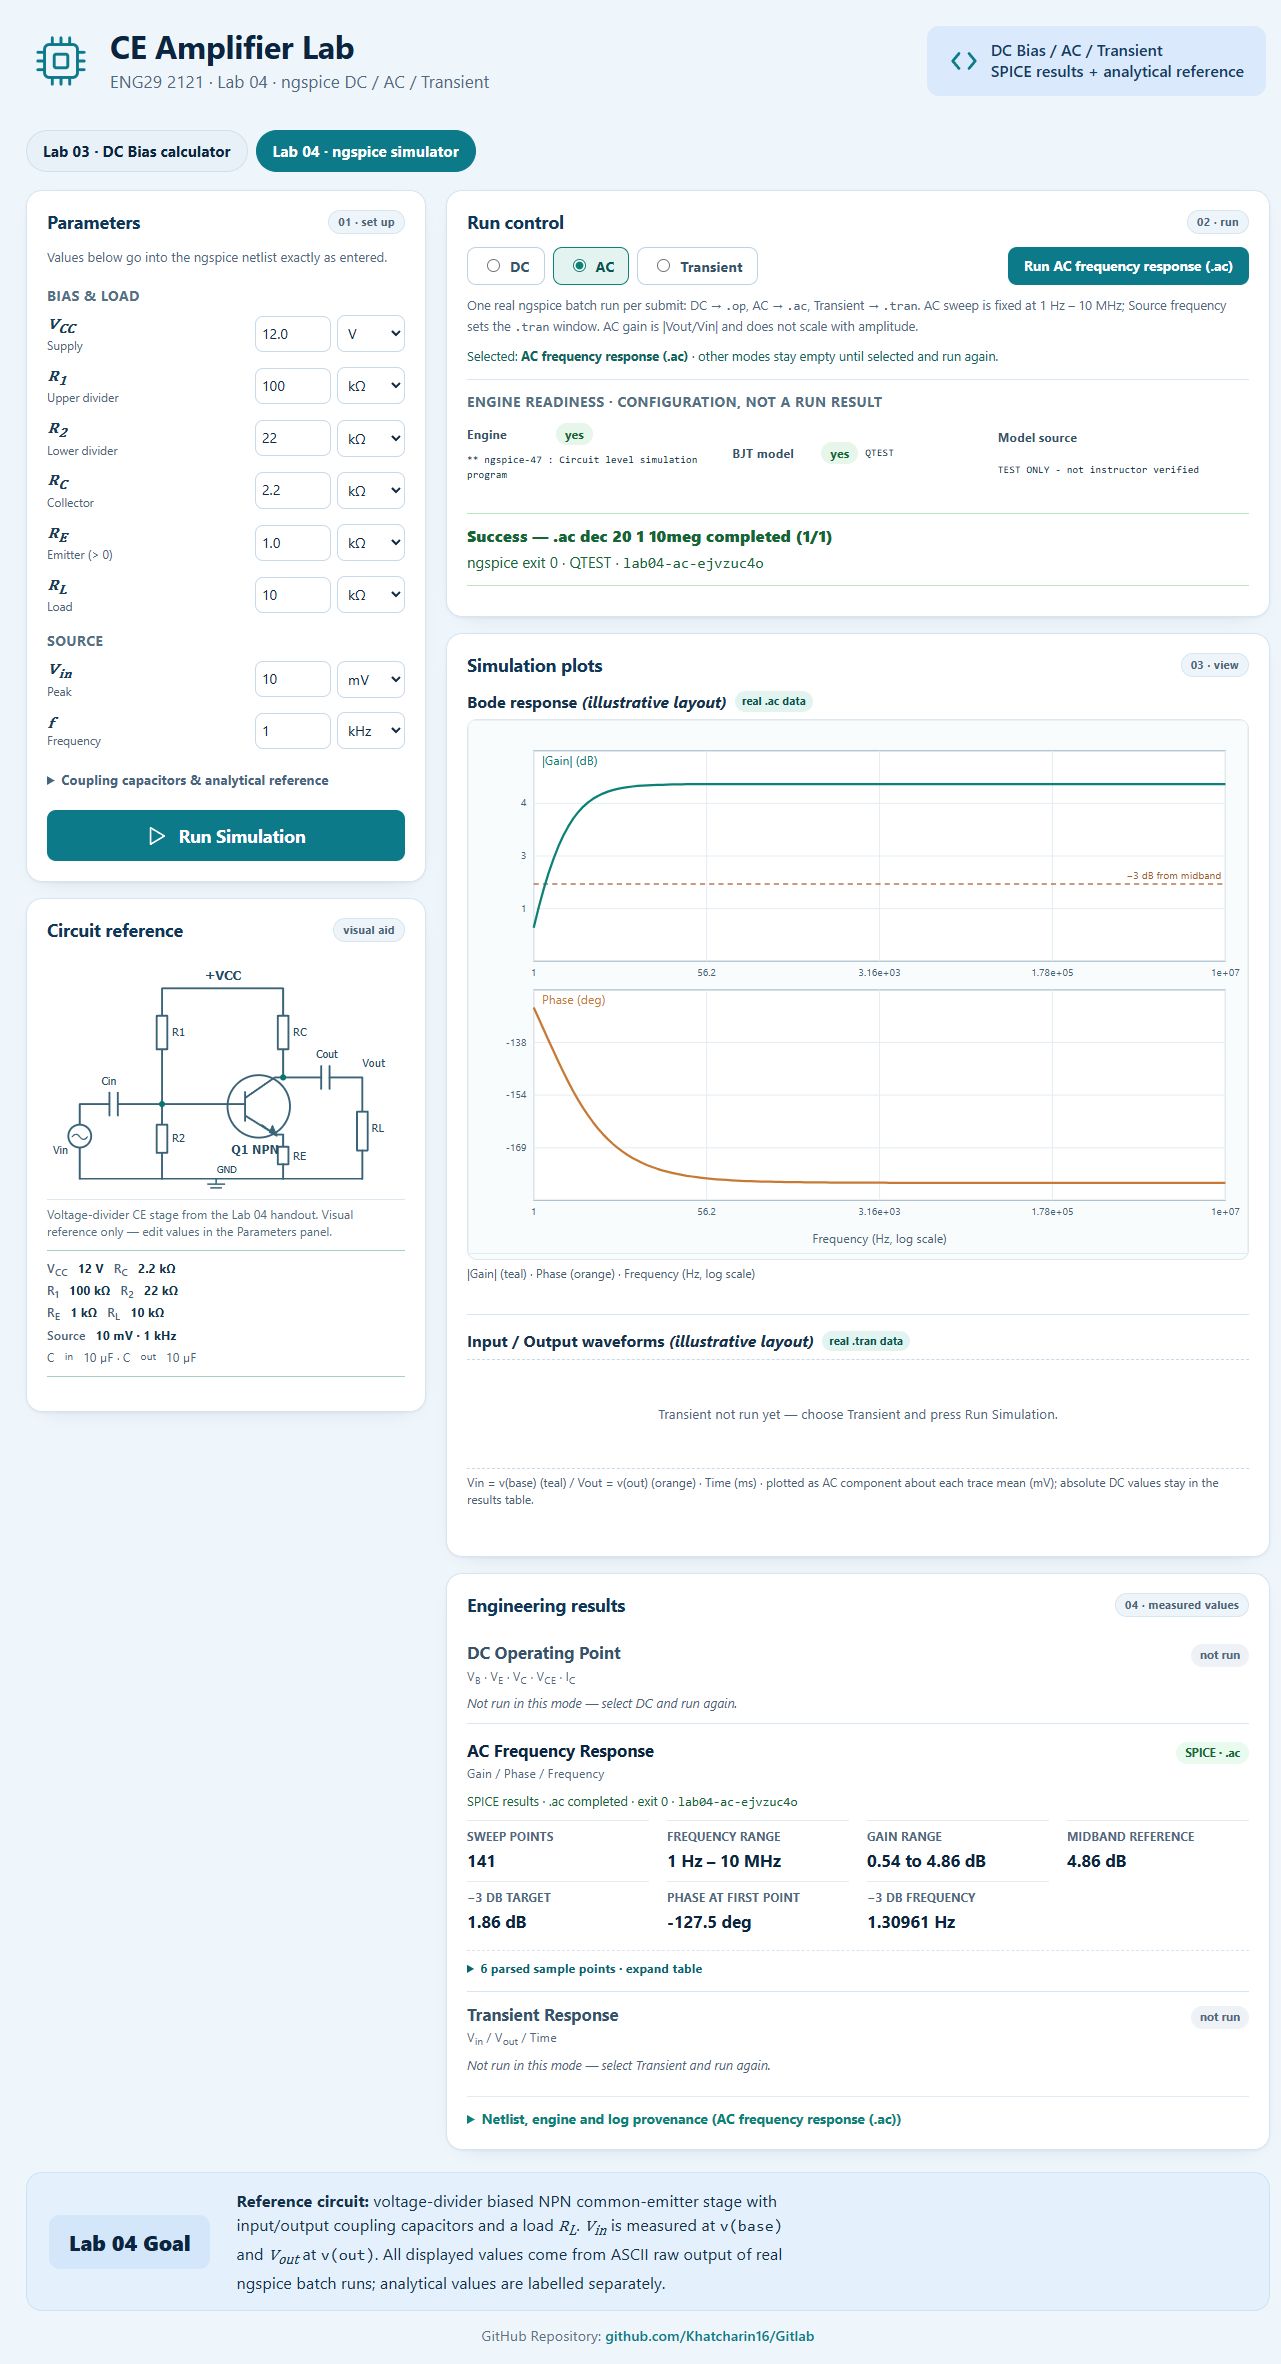 CE Amplifier Lab
ENG29 2121 · Lab 04 · ngspice DC / AC / Transient
DC Bias / AC / Transient
SPICE results + analytical reference
Lab 03 · DC Bias calculator
Lab 04 · ngspice simulator
Parameters
01 · set up
Values below go into the ngspice netlist exactly as entered.
BIAS & LOAD
VCC
Supply
12.0 V
R1
Upper divider
100 kΩ
R2
Lower divider
22 kΩ
RC
Collector
2.2 kΩ
RE
Emitter (> 0)
1.0 kΩ
RL
Load
10 kΩ
SOURCE
Vin
Peak
10 mV
f
Frequency
1 kHz
▶ Coupling capacitors & analytical reference
Run Simulation
Circuit reference
visual aid
+VCC
R1
RC
Cout
Vout
Cin
Vin
R2
Q1 NPN
RE
RL
GND
Voltage-divider CE stage from the Lab 04 handout. Visual
reference only — edit values in the Parameters panel.
VCC 12 V RC 2.2 kΩ
R1 100 kΩ R2 22 kΩ
RE 1 kΩ RL 10 kΩ
Source 10 mV · 1 kHz
C in 10 µF · C out 10 µF
Run control
02 · run
DC
AC
Transient
Run AC frequency response (.ac)
One real ngspice batch run per submit: DC → .op, AC → .ac, Transient → .tran. AC sweep is fixed at 1 Hz – 10 MHz; Source frequency
sets the .tran window. AC gain is |Vout/Vin| and does not scale with amplitude.
Selected: AC frequency response (.ac) · other modes stay empty until selected and run again.
ENGINE READINESS · CONFIGURATION, NOT A RUN RESULT
Engine yes
** ngspice-47 : Circuit level simulation
program
BJT model yes QTEST
Model source
TEST ONLY - not instructor verified
Success — .ac dec 20 1 10meg completed (1/1)
ngspice exit 0 · QTEST · lab04-ac-ejvzuc4o
Simulation plots
03 · view
Bode response (illustrative layout) real .ac data
|Gain| (dB)
4
3
−3 dB from midband
1
1 56.2 3.16e+03 1.78e+05 1e+07
Phase (deg)
-138
-154
-169
1 56.2 3.16e+03 1.78e+05 1e+07
Frequency (Hz, log scale)
|Gain| (teal) · Phase (orange) · Frequency (Hz, log scale)
Input / Output waveforms (illustrative layout) real .tran data
Transient not run yet — choose Transient and press Run Simulation.
Vin = v(base) (teal) / Vout = v(out) (orange) · Time (ms) · plotted as AC component about each trace mean (mV); absolute DC values stay in the
results table.
Engineering results
04 · measured values
DC Operating Point
not run
VB · VE · VC · VCE · IC
Not run in this mode — select DC and run again.
AC Frequency Response
SPICE · .ac
Gain / Phase / Frequency
SPICE results · .ac completed · exit 0 · lab04-ac-ejvzuc4o
SWEEP POINTS FREQUENCY RANGE GAIN RANGE MIDBAND REFERENCE
141 1 Hz – 10 MHz 0.54 to 4.86 dB 4.86 dB
−3 DB TARGET PHASE AT FIRST POINT −3 DB FREQUENCY
1.86 dB -127.5 deg 1.30961 Hz
▶ 6 parsed sample points · expand table
Transient Response
not run
Vin / Vout / Time
Not run in this mode — select Transient and run again.
▶ Netlist, engine and log provenance (AC frequency response (.ac))
Lab 04 Goal
Reference circuit: voltage-divider biased NPN common-emitter stage with
input/output coupling capacitors and a load RL. Vin is measured at v(base)
and Vout at v(out). All displayed values come from ASCII raw output of real
ngspice batch runs; analytical values are labelled separately.
GitHub Repository: github.com/Khatcharin16/Gitlab